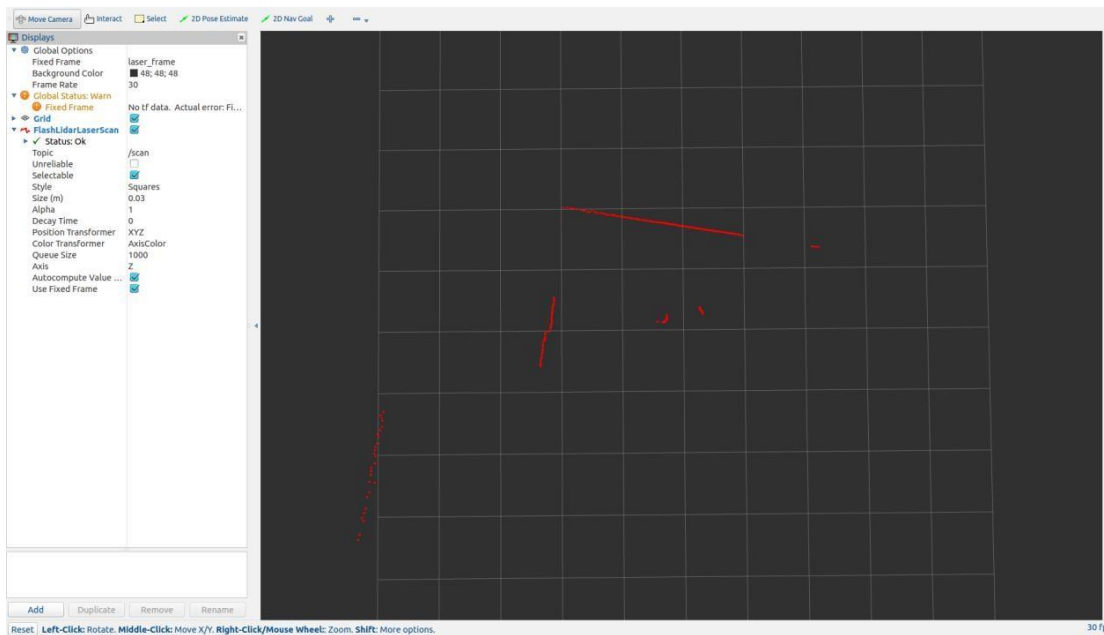 Move Camera Interact Select 2D Pose Estimate 2D Nav Goal
Displays
Global Options
Fixed Frame laser_frame
Background Color 48; 48; 48
Frame Rate 30
Global Status: Warn
Fixed Frame No tf data. Actual error: Fi...
Grid
FlashLidarLaserScan
Status: Ok
Topic /scan
Unreliable
Selectable
Style Squares
Size (m) 0.03
Alpha 1
Decay Time 0
Position Transformer XYZ
Color Transformer AxisColor
Queue Size 1000
Axis Z
Autocompute Value ...
Use Fixed Frame
Add Duplicate Remove Rename
Reset Left-Click: Rotate. Middle-Click: Move X/Y. Right-Click/Mouse Wheel:: Zoom. Shift: More options. 30 f